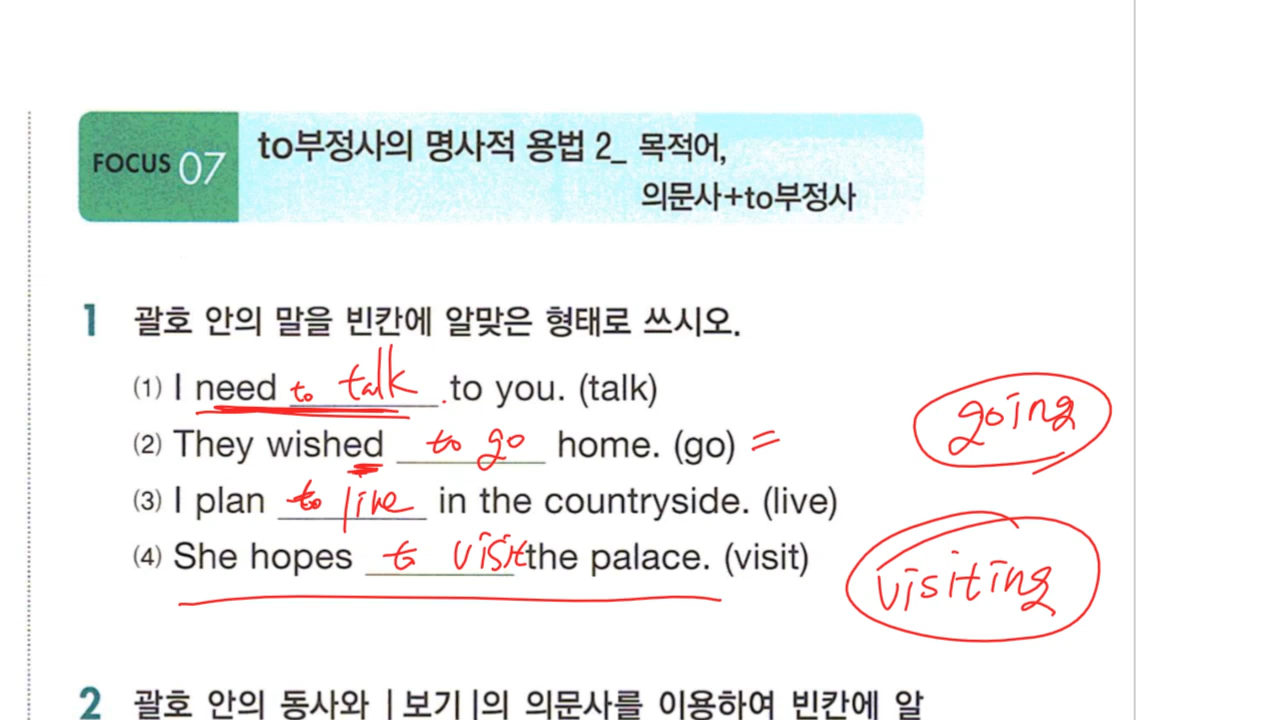 FOCUS 07
to부정사의 명사적 용법 2_ 목적어,
의문사+to부정사
1 괄호 안의 말을 빈칸에 알맞은 형태로 쓰시오.
(1) I need to talk to you. (talk)
(2) They wished to go home. (go) =
going
(3) I plan to live in the countryside. (live)
(4) She hopes to visit the palace. (visit)
visiting
2 괄호 안의 동사와 |보기|의 의문사를 이용하여 빈칸에 알